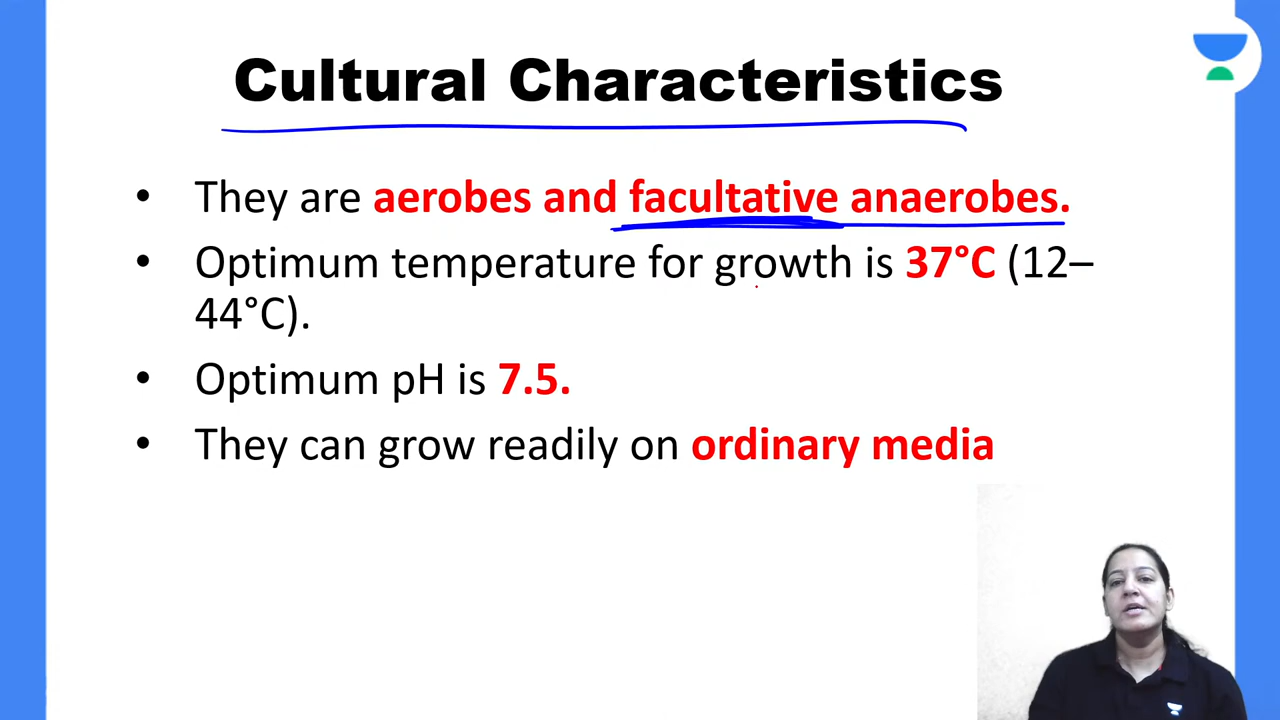 Cultural Characteristics
• They are aerobes and facultative anaerobes.
• Optimum temperature for growth is 37°C (12–
44°C).
• Optimum pH is 7.5.
• They can grow readily on ordinary media